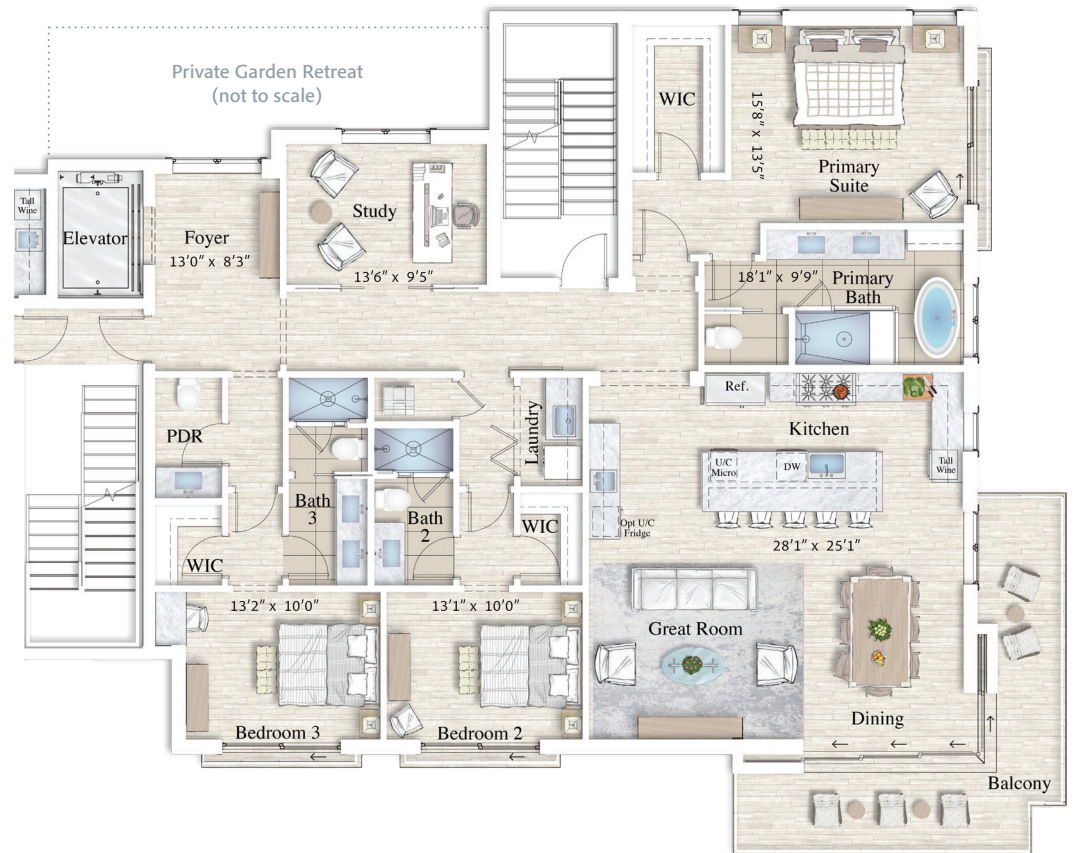 Private Garden Retreat
(not to scale)
WIC
15'8" x 13'5"
Primary
Suite
Tall
Wine
Elevator
Foyer
13'0" x 8'3"
Study
13'6" x 9'5"
18'1" x 9'9"
Primary
Bath
Ref.
Kitchen
PDR
Laundry
U/C
Micro
DW
Tall
Wine
Bath
3
Bath
2
WIC
Opt U/C
Fridge
28'1" x 25'1"
WIC
13'2" x 10'0"
13'1" x 10'0"
Great Room
Dining
Bedroom 3
Bedroom 2
Balcony